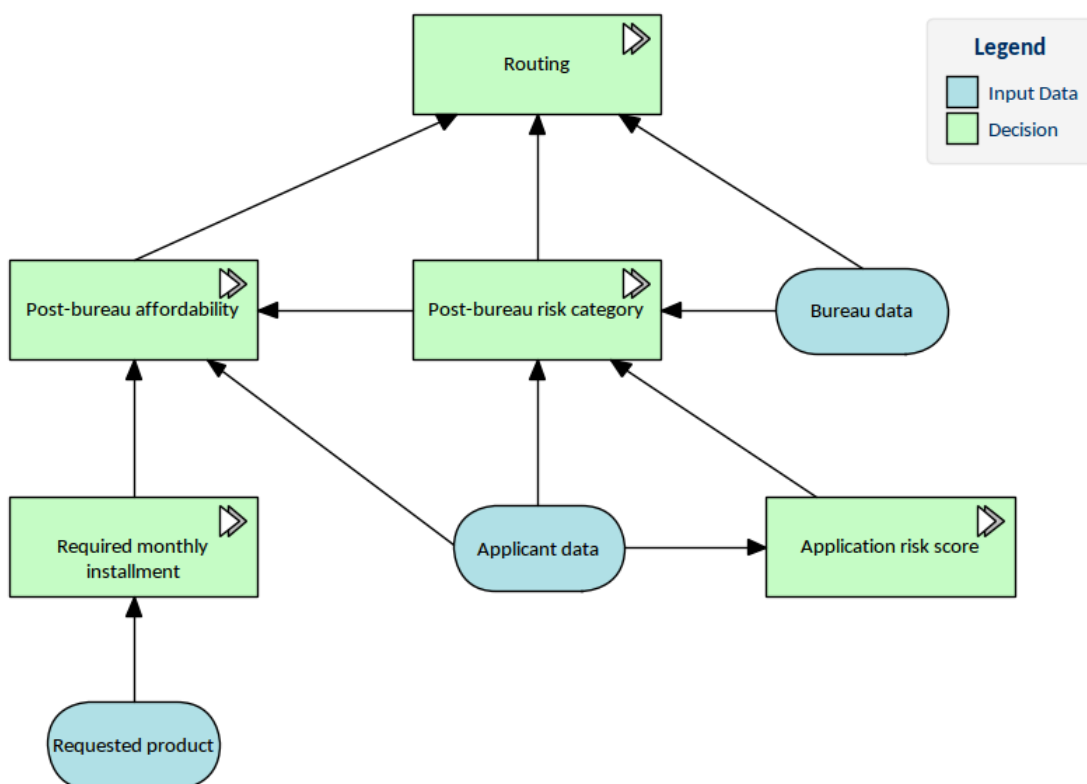 Routing
Legend
Input Data
Decision
Post-bureau affordability
Post-bureau risk category
Bureau data
Required monthly
installment
Applicant data
Application risk score
Requested product